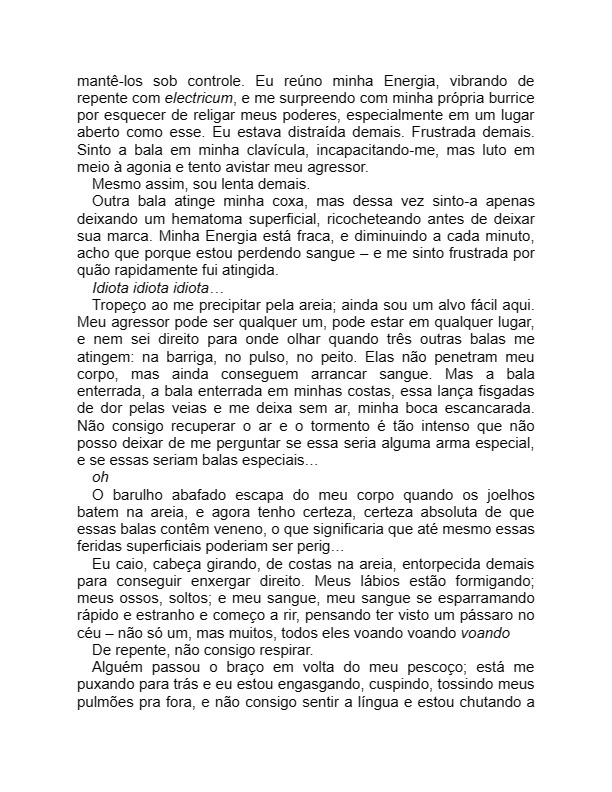 mantê-los sob controle. Eu reúno minha Energia, vibrando de
repente com electricum, e me surpreendo com minha própria burrice
por esquecer de religar meus poderes, especialmente em um lugar
aberto como esse. Eu estava distraída demais. Frustrada demais.
Sinto a bala em minha clavícula, incapacitando-me, mas luto em
meio à agonia e tento avistar meu agressor.
Mesmo assim, sou lenta demais.
Outra bala atinge minha coxa, mas dessa vez sinto-a apenas
deixando um hematoma superficial, ricocheteando antes de deixar
sua marca. Minha Energia está fraca, e diminuindo a cada minuto,
acho que porque estou perdendo sangue – e me sinto frustrada por
quão rapidamente fui atingida.
Idiota idiota idiota…
Tropeço ao me precipitar pela areia; ainda sou um alvo fácil aqui.
Meu agressor pode ser qualquer um, pode estar em qualquer lugar,
e nem sei direito para onde olhar quando três outras balas me
atingem: na barriga, no pulso, no peito. Elas não penetram meu
corpo, mas ainda conseguem arrancar sangue. Mas a bala
enterrada, a bala enterrada em minhas costas, essa lança fisgadas
de dor pelas veias e me deixa sem ar, minha boca escancarada.
Não consigo recuperar o ar e o tormento é tão intenso que não
posso deixar de me perguntar se essa seria alguma arma especial,
e se essas seriam balas especiais…
oh
O barulho abafado escapa do meu corpo quando os joelhos
batem na areia, e agora tenho certeza, certeza absoluta de que
essas balas contêm veneno, o que significaria que até mesmo essas
feridas superficiais poderiam ser perig…
Eu caio, cabeça girando, de costas na areia, entorpecida demais
para conseguir enxergar direito. Meus lábios estão formigando;
meus ossos, soltos; e meu sangue, meu sangue se esparramando
rápido e estranho e começo a rir, pensando ter visto um pássaro no
céu – não só um, mas muitos, todos eles voando voando voando
De repente, não consigo respirar.
Alguém passou o braço em volta do meu pescoço; está me
puxando para trás e eu estou engasgando, cuspindo, tossindo meus
pulmões pra fora, e não consigo sentir a língua e estou chutando a